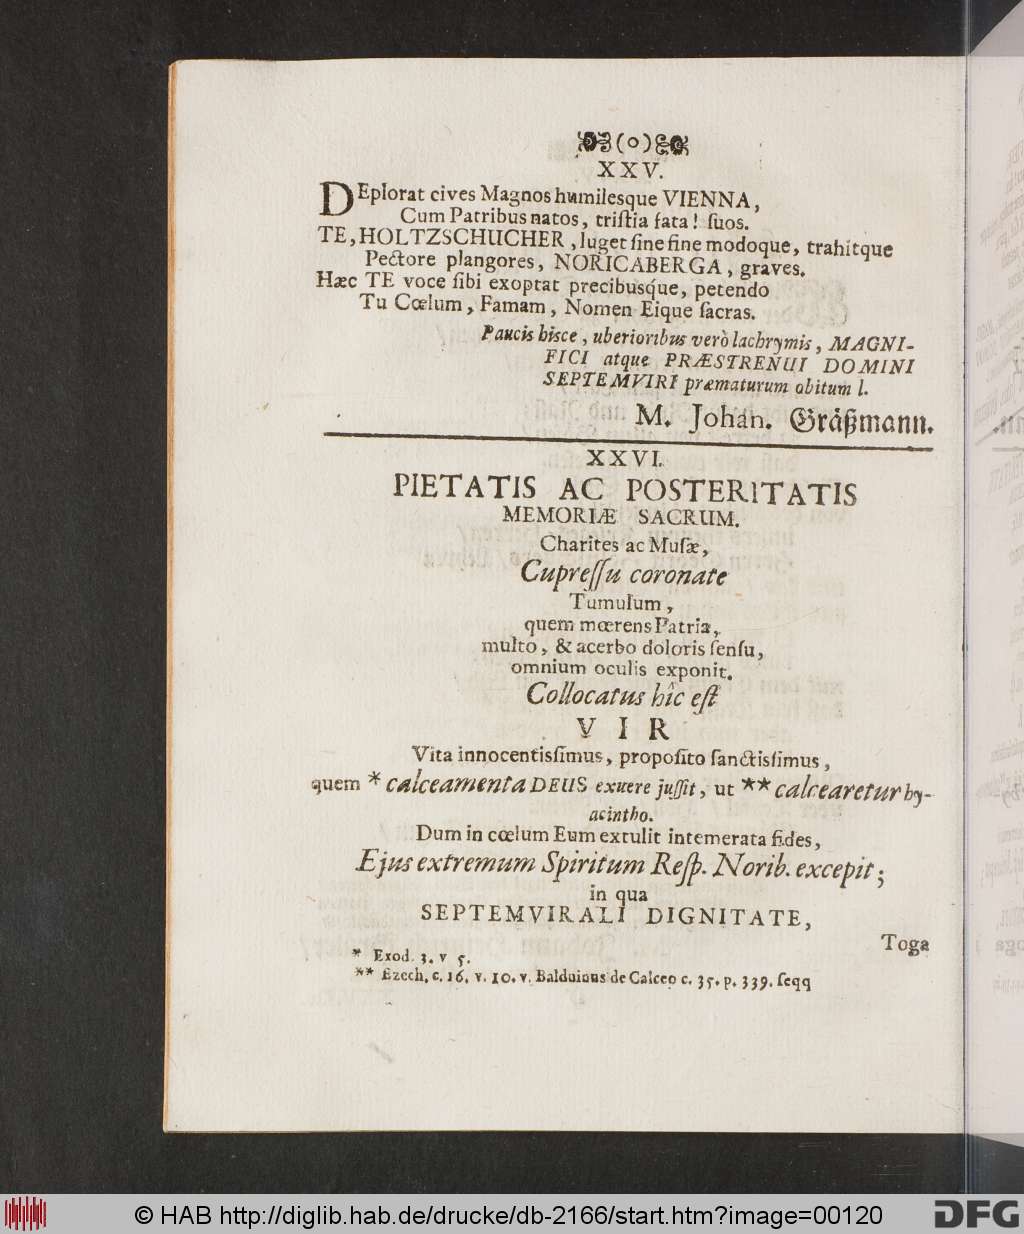 (o)
XXV.
DEplorat cives Magnos humilesque VIENNA,
Cum Patribus natos, tristia fata! suos.
TE, HOLTZSCHUCHER, luget sine fine modoque, trahitque
Pectore plangores, NORICABERGA, graves.
Hæc TE voce sibi exoptat precibusque, petendo
Tu Cœlum, Famam, Nomen Eique sacras.
Paucis hisce, uberioribus verò lachrymis, MAGNI-
FICI atque PRÆSTRENUI DOMINI
SEPTEMVIRI præmaturum obitum l.
M. Johan. Gräßmann.
XXVI.
PIETATIS AC POSTERITATIS
MEMORIÆ SACRUM.
Charites ac Musæ,
Cupressu coronate
Tumulum,
quem mœrens Patria,
multo, & acerbo doloris sensu,
omnium oculis exponit.
Collocatus hîc est
VIR
Vita innocentissimus, proposito sanctissimus,
quem * calceamenta DEUS exuere jussit, ut ** calcearetur hy-
acintho.
Dum in cœlum Eum extulit intemerata fides,
Ejus extremum Spiritum Resp. Norib. excepit;
in qua
SEPTEMVIRALI DIGNITATE,
Toga
* Exod. 3. v 5.
** Ezech. c. 16. v. 10. v. Balduinus de Calceo c. 35. p. 339. seqq
© HAB http://diglib.hab.de/drucke/db-2166/start.htm?image=00120
DFG